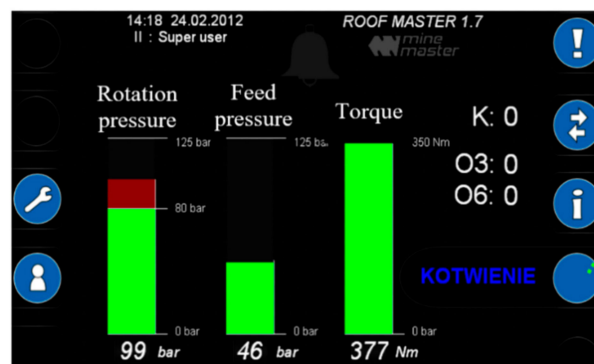 14:18 24.02.2012
II : Super user
ROOF MASTER 1.7
mine
master
Rotation
pressure
Feed
pressure
Torque
K: 0
O3: 0
O6: 0
125 bar
80 bar
0 bar
125 bar
0 bar
350 Nm
0 bar
99 bar
46 bar
377 Nm
KOTWIENIE